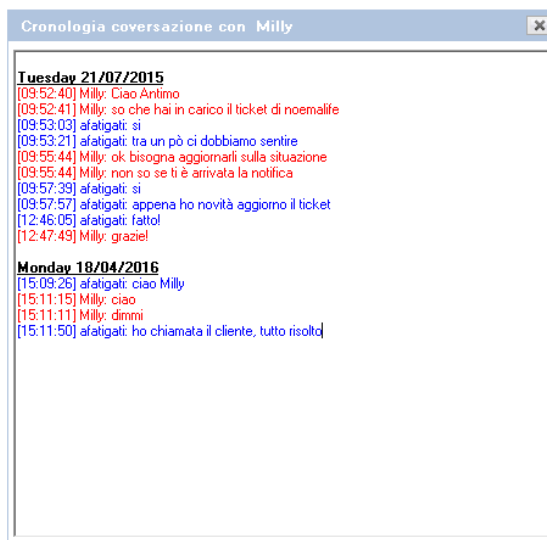 Cronologia coversazione con Milly
Tuesday 21/07/2015
[09:52:40] Milly: Ciao Antimo
[09:52:41] Milly: so che hai in carico il ticket di noemalife
[09:53:03] afatigati: si
[09:53:21] afatigati: tra un pò ci dobbiamo sentire
[09:55:44] Milly: ok bisogna aggiornarli sulla situazione
[09:55:44] Milly: non so se ti è arrivata la notifica
[09:57:39] afatigati: si
[09:57:57] afatigati: appena ho novità aggiorno il ticket
[12:46:05] afatigati: fatto!
[12:47:49] Milly: grazie!
Monday 18/04/2016
[15:09:26] afatigati: ciao Milly
[15:11:15] Milly: ciao
[15:11:11] Milly: dimmi
[15:11:50] afatigati: ho chiamata il cliente, tutto risolto